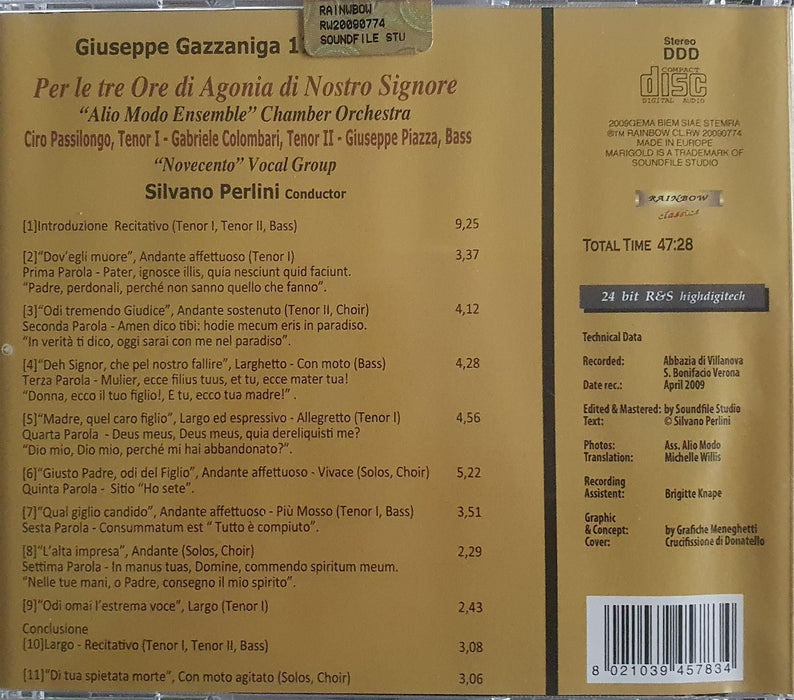 RAINWBOW
RW20090774
SOUNDFILE STU
Giuseppe Gazzaniga
Per le tre Ore di Agonia di Nostro Signore
“Alio Modo Ensemble” Chamber Orchestra
Ciro Passilongo, Tenor I - Gabriele Colombari, Tenor II - Giuseppe Piazza, Bass
“Novecento” Vocal Group
Silvano Perlini Conductor
[1]Introduzione Recitativo (Tenor I, Tenor II, Bass) 9,25
[2]“Dov'egli muore”, Andante affettuoso (Tenor I) 3,37
Prima Parola - Pater, ignosce illis, quia nesciunt quid faciunt.
“Padre, perdonali, perché non sanno quello che fanno”.
[3]“Odi tremendo Giudice”, Andante sostenuto (Tenor II, Choir) 4,12
Seconda Parola - Amen dico tibi: hodie mecum eris in paradiso.
“In verità ti dico, oggi sarai con me nel paradiso”.
[4]“Deh Signor, che pel nostro fallire”, Larghetto - Con moto (Bass) 4,28
Terza Parola - Mulier, ecce filius tuus, et tu, ecce mater tua!
“Donna, ecco il tuo figlio!, E tu, ecco tua madre!” .
[5]“Madre, quel caro figlio”, Largo ed espressivo - Allegretto (Tenor I) 4,56
Quarta Parola - Deus meus, Deus meus, quia dereliquisti me?
“Dio mio, Dio mio, perché mi hai abbandonato?”.
[6]“Giusto Padre, odi del Figlio”, Andante affettuoso - Vivace (Solos, Choir) 5,22
Quinta Parola - Sitio “Ho sete”.
[7]“Qual giglio candido”, Andante affettuoso - Più Mosso (Tenor I, Bass) 3,51
Sesta Parola - Consummatum est “ Tutto è compiuto”.
[8]“L'alta impresa”, Andante (Solos, Choir) 2,29
Settima Parola - In manus tuas, Domine, commendo spiritum meum.
“Nelle tue mani, o Padre, consegno il mio spirito”.
[9]“Odi omai l'estrema voce”, Largo (Tenor I) 2,43
Conclusione
[10]Largo - Recitativo (Tenor I, Tenor II, Bass) 3,08
[11]“Di tua spietata morte”, Con moto agitato (Solos, Choir) 3,06
Stereo
DDD
COMPACT
disc
DIGITAL AUDIO
2009GEMA BIEM SIAE STEMRA
®TM RAINBOW CL.RW 20090774
MADE IN EUROPE
MARIGOLD IS A TRADEMARK OF
SOUNDFILE STUDIO
RAINBOW
classics
TOTAL TIME 47:28
24 bit R&S highdigitech
Technical Data
Recorded: Abbazia di Villanova
S. Bonifacio Verona
Date rec.: April 2009
Edited & Mastered: by Soundfile Studio
Text: © Silvano Perlini
Photos: Ass. Alio Modo
Translation: Michelle Willis
Recording
Assistent: Brigitte Knape
Graphic
& Concept: by Grafiche Meneghetti
Cover: Crucifissione di Donatello
8 021039 457834